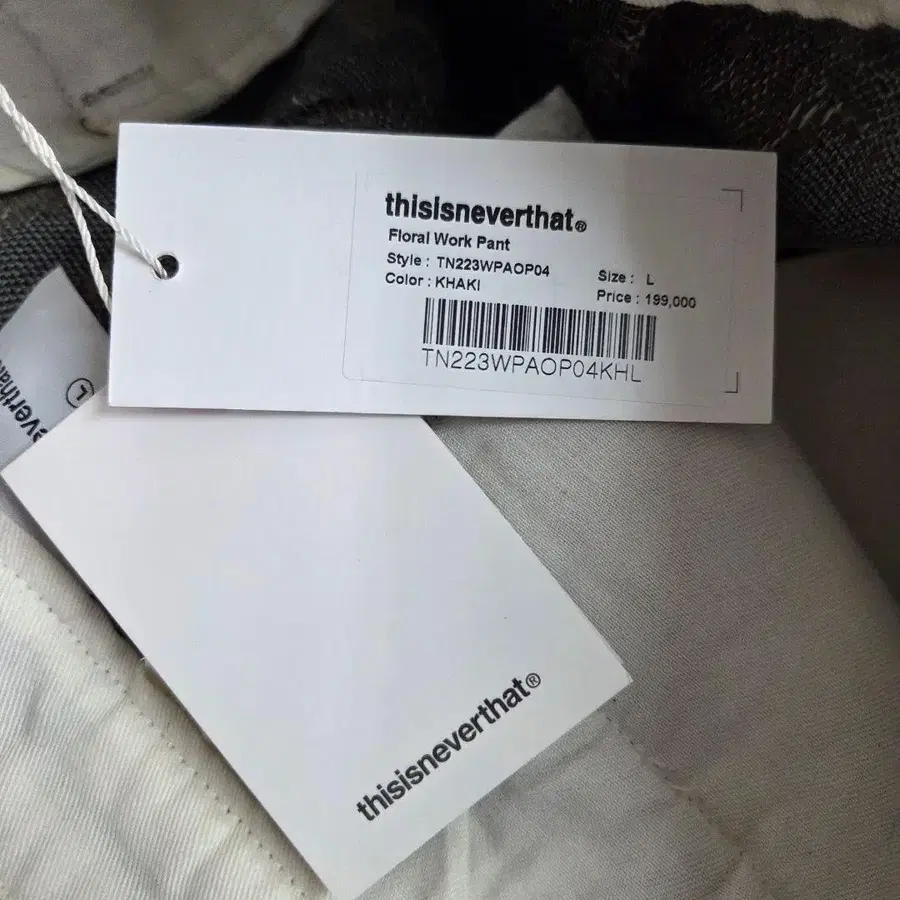 thisisneverthat®
Floral Work Pant
Style : TN223WPAOP04
Color : KHAKI
Size : L
Price : 199,000
TN223WPAOP04KHL
L
thisisneverthat®